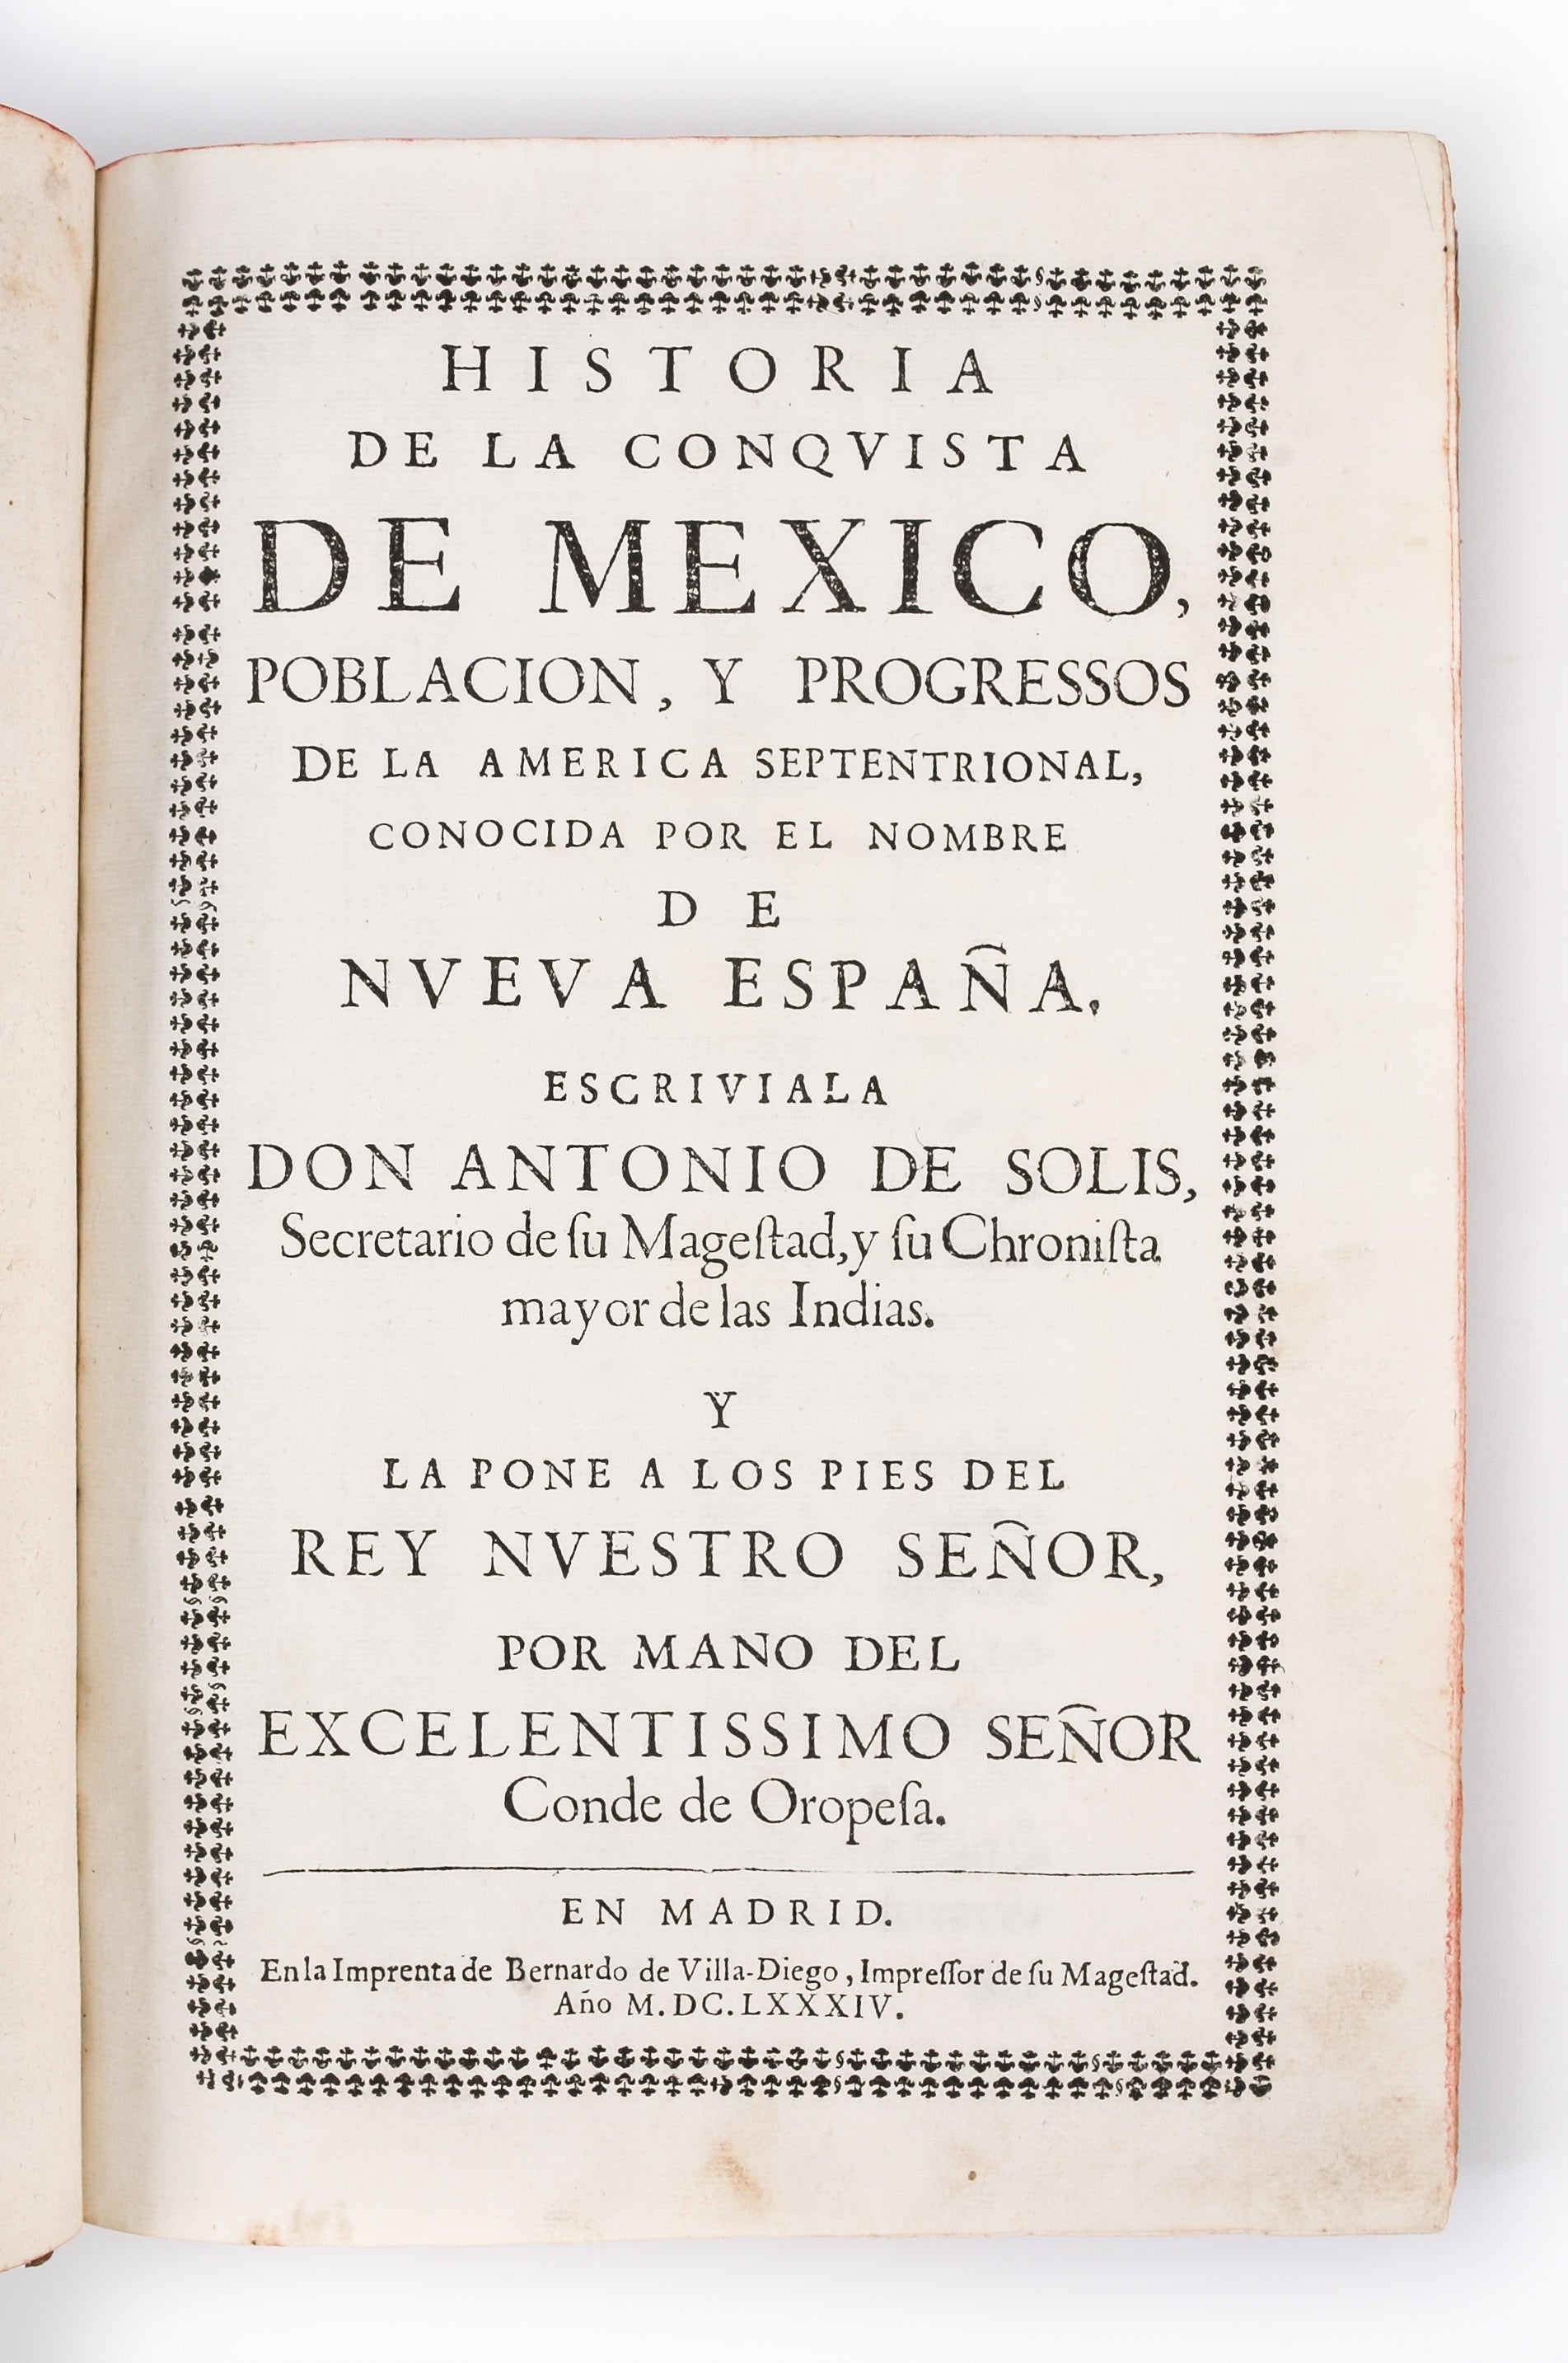 HISTORIA
DE LA CONQVISTA
DE MEXICO,
POBLACION, Y PROGRESSOS
DE LA AMERICA SEPTENTRIONAL,
CONOCIDA POR EL NOMBRE
DE
NVEVA ESPAÑA.
ESCRIVIALA
DON ANTONIO DE SOLIS,
Secretario de ſu Mageſtad, y ſu Chroniſta
mayor de las Indias.
Y
LA PONE A LOS PIES DEL
REY NVESTRO SEÑOR,
POR MANO DEL
EXCELENTISSIMO SEÑOR
Conde de Oropeſa.
EN MADRID.
En la Imprenta de Bernardo de Villa-Diego, Impreſſor de ſu Mageſtad.
Año M.DC.LXXXIV.